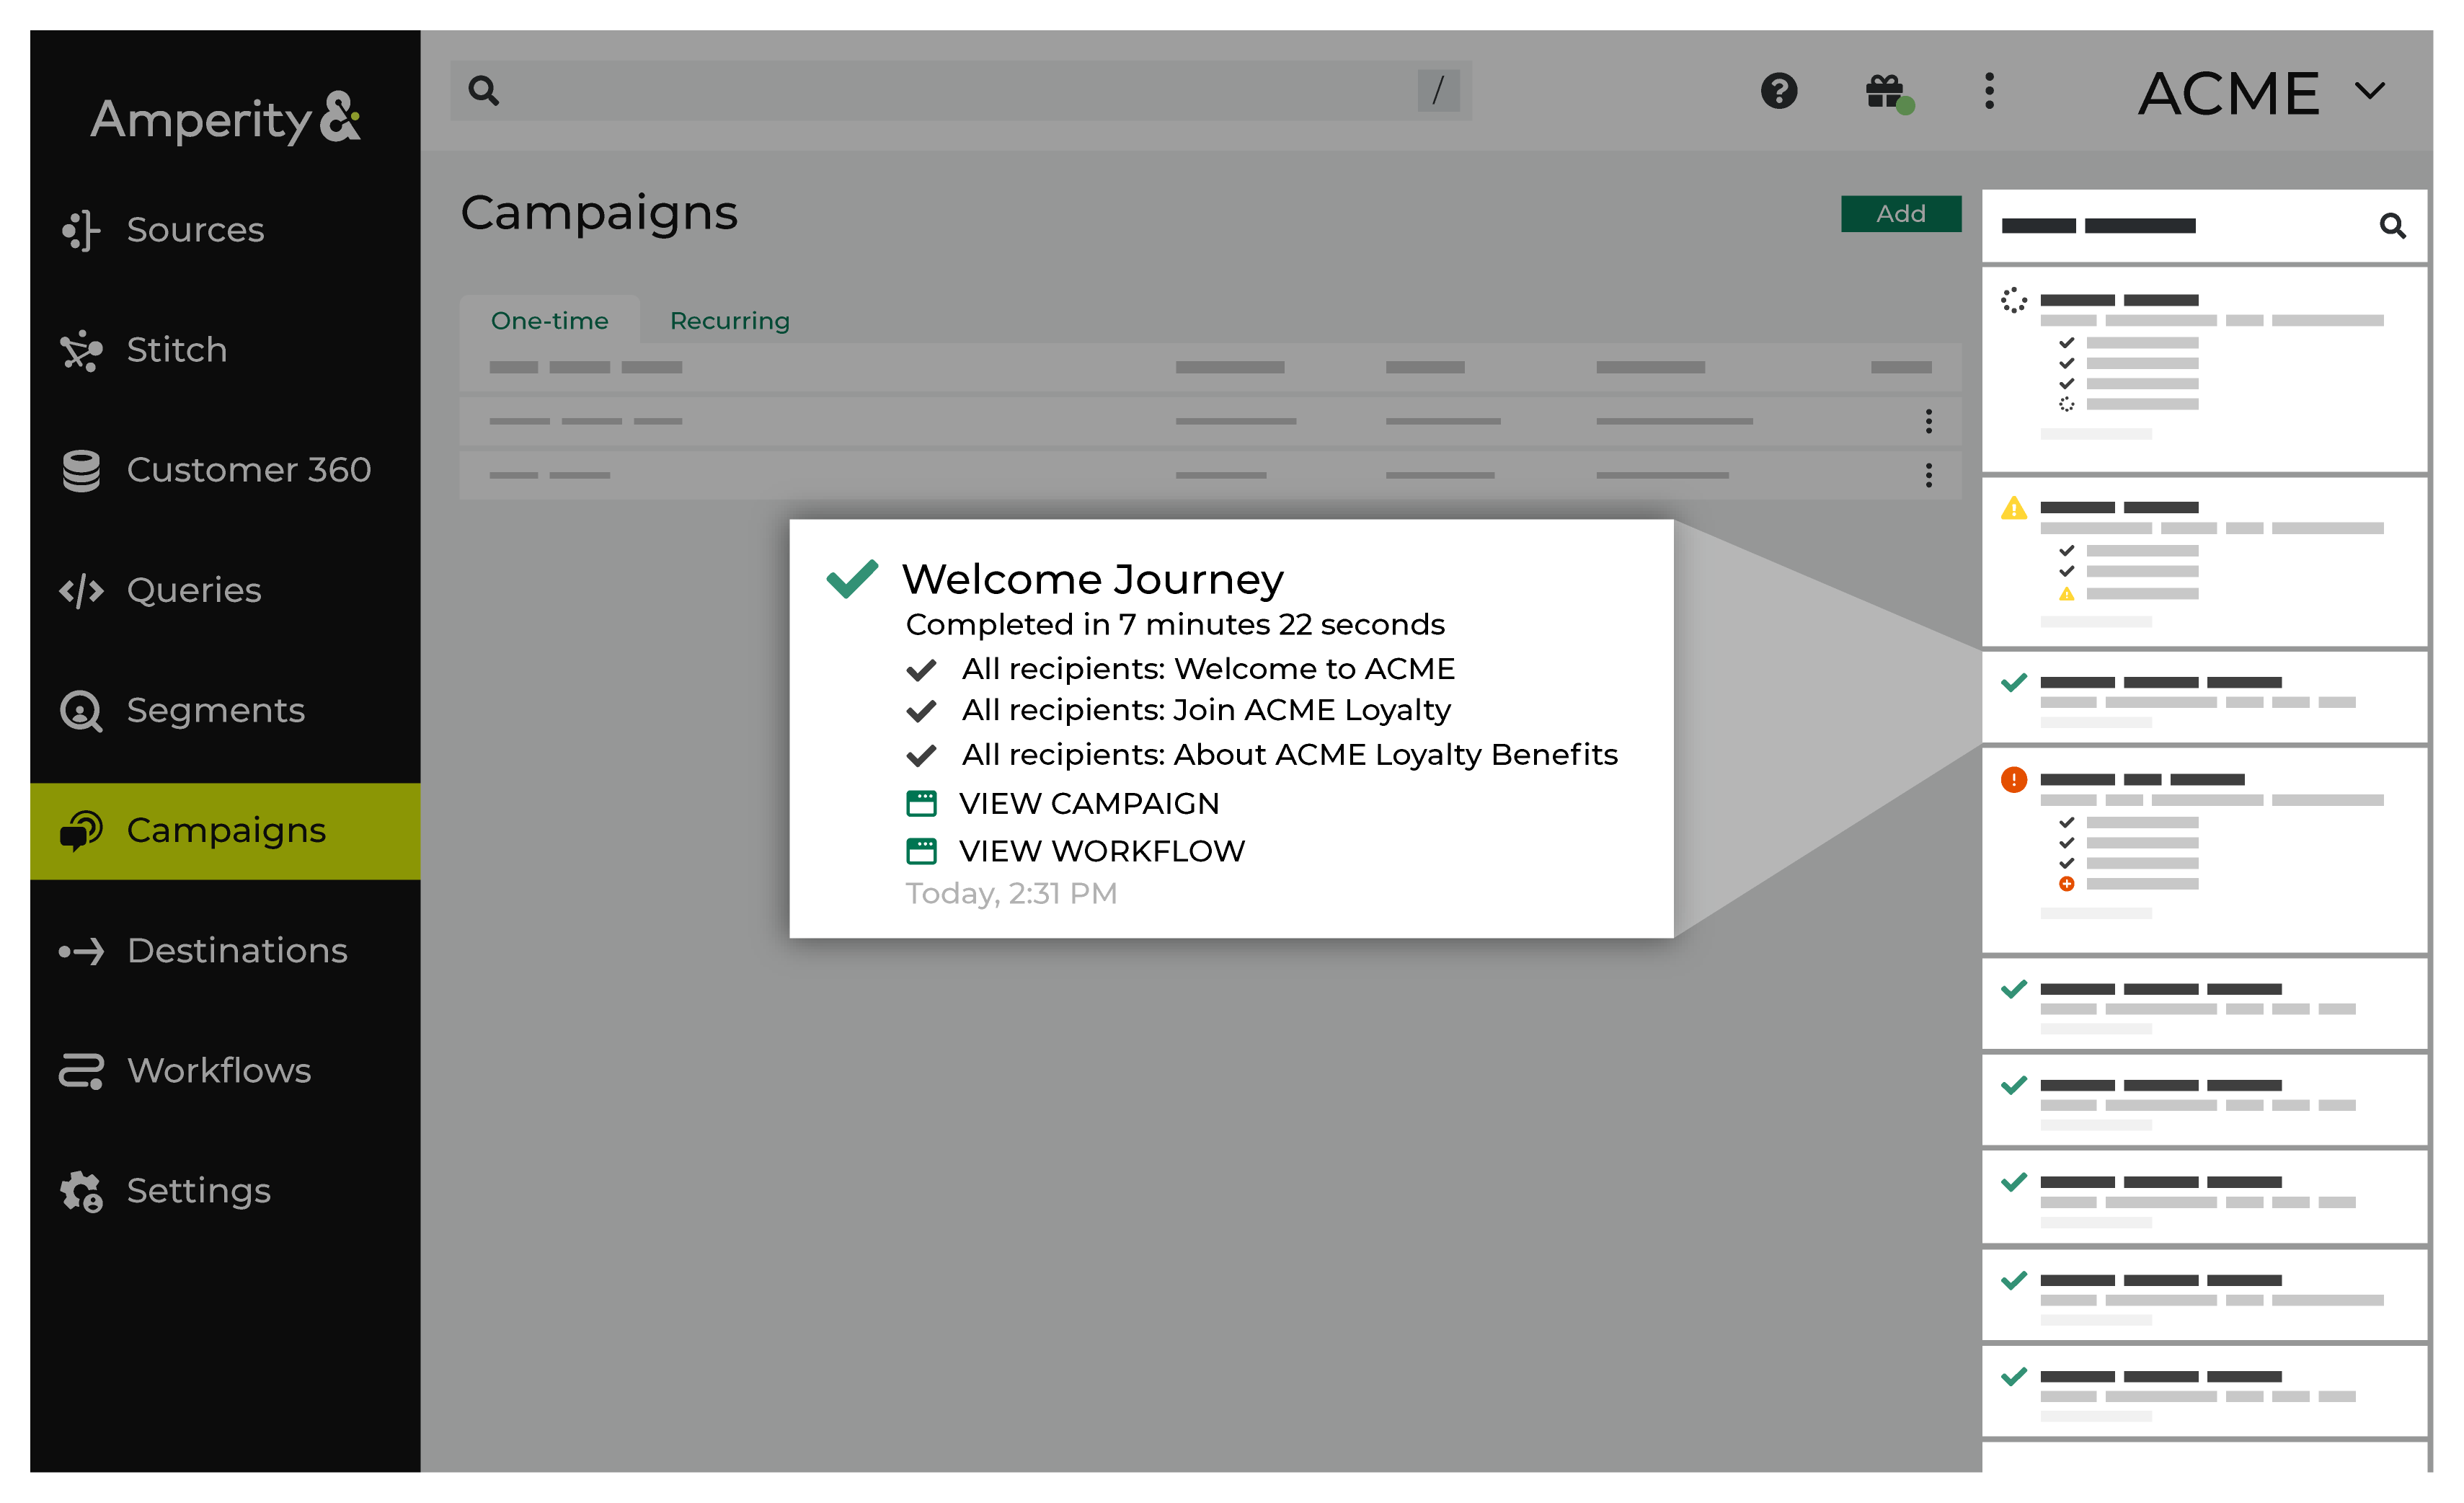 Amperity&
/
ACME
Sources
Stitch
Customer 360
Queries
Segments
Campaigns
Destinations
Workflows
Settings
Campaigns
Add
One-time
Recurring
Welcome Journey
Completed in 7 minutes 22 seconds
All recipients: Welcome to ACME
All recipients: Join ACME Loyalty
All recipients: About ACME Loyalty Benefits
VIEW CAMPAIGN
VIEW WORKFLOW
Today, 2:31 PM